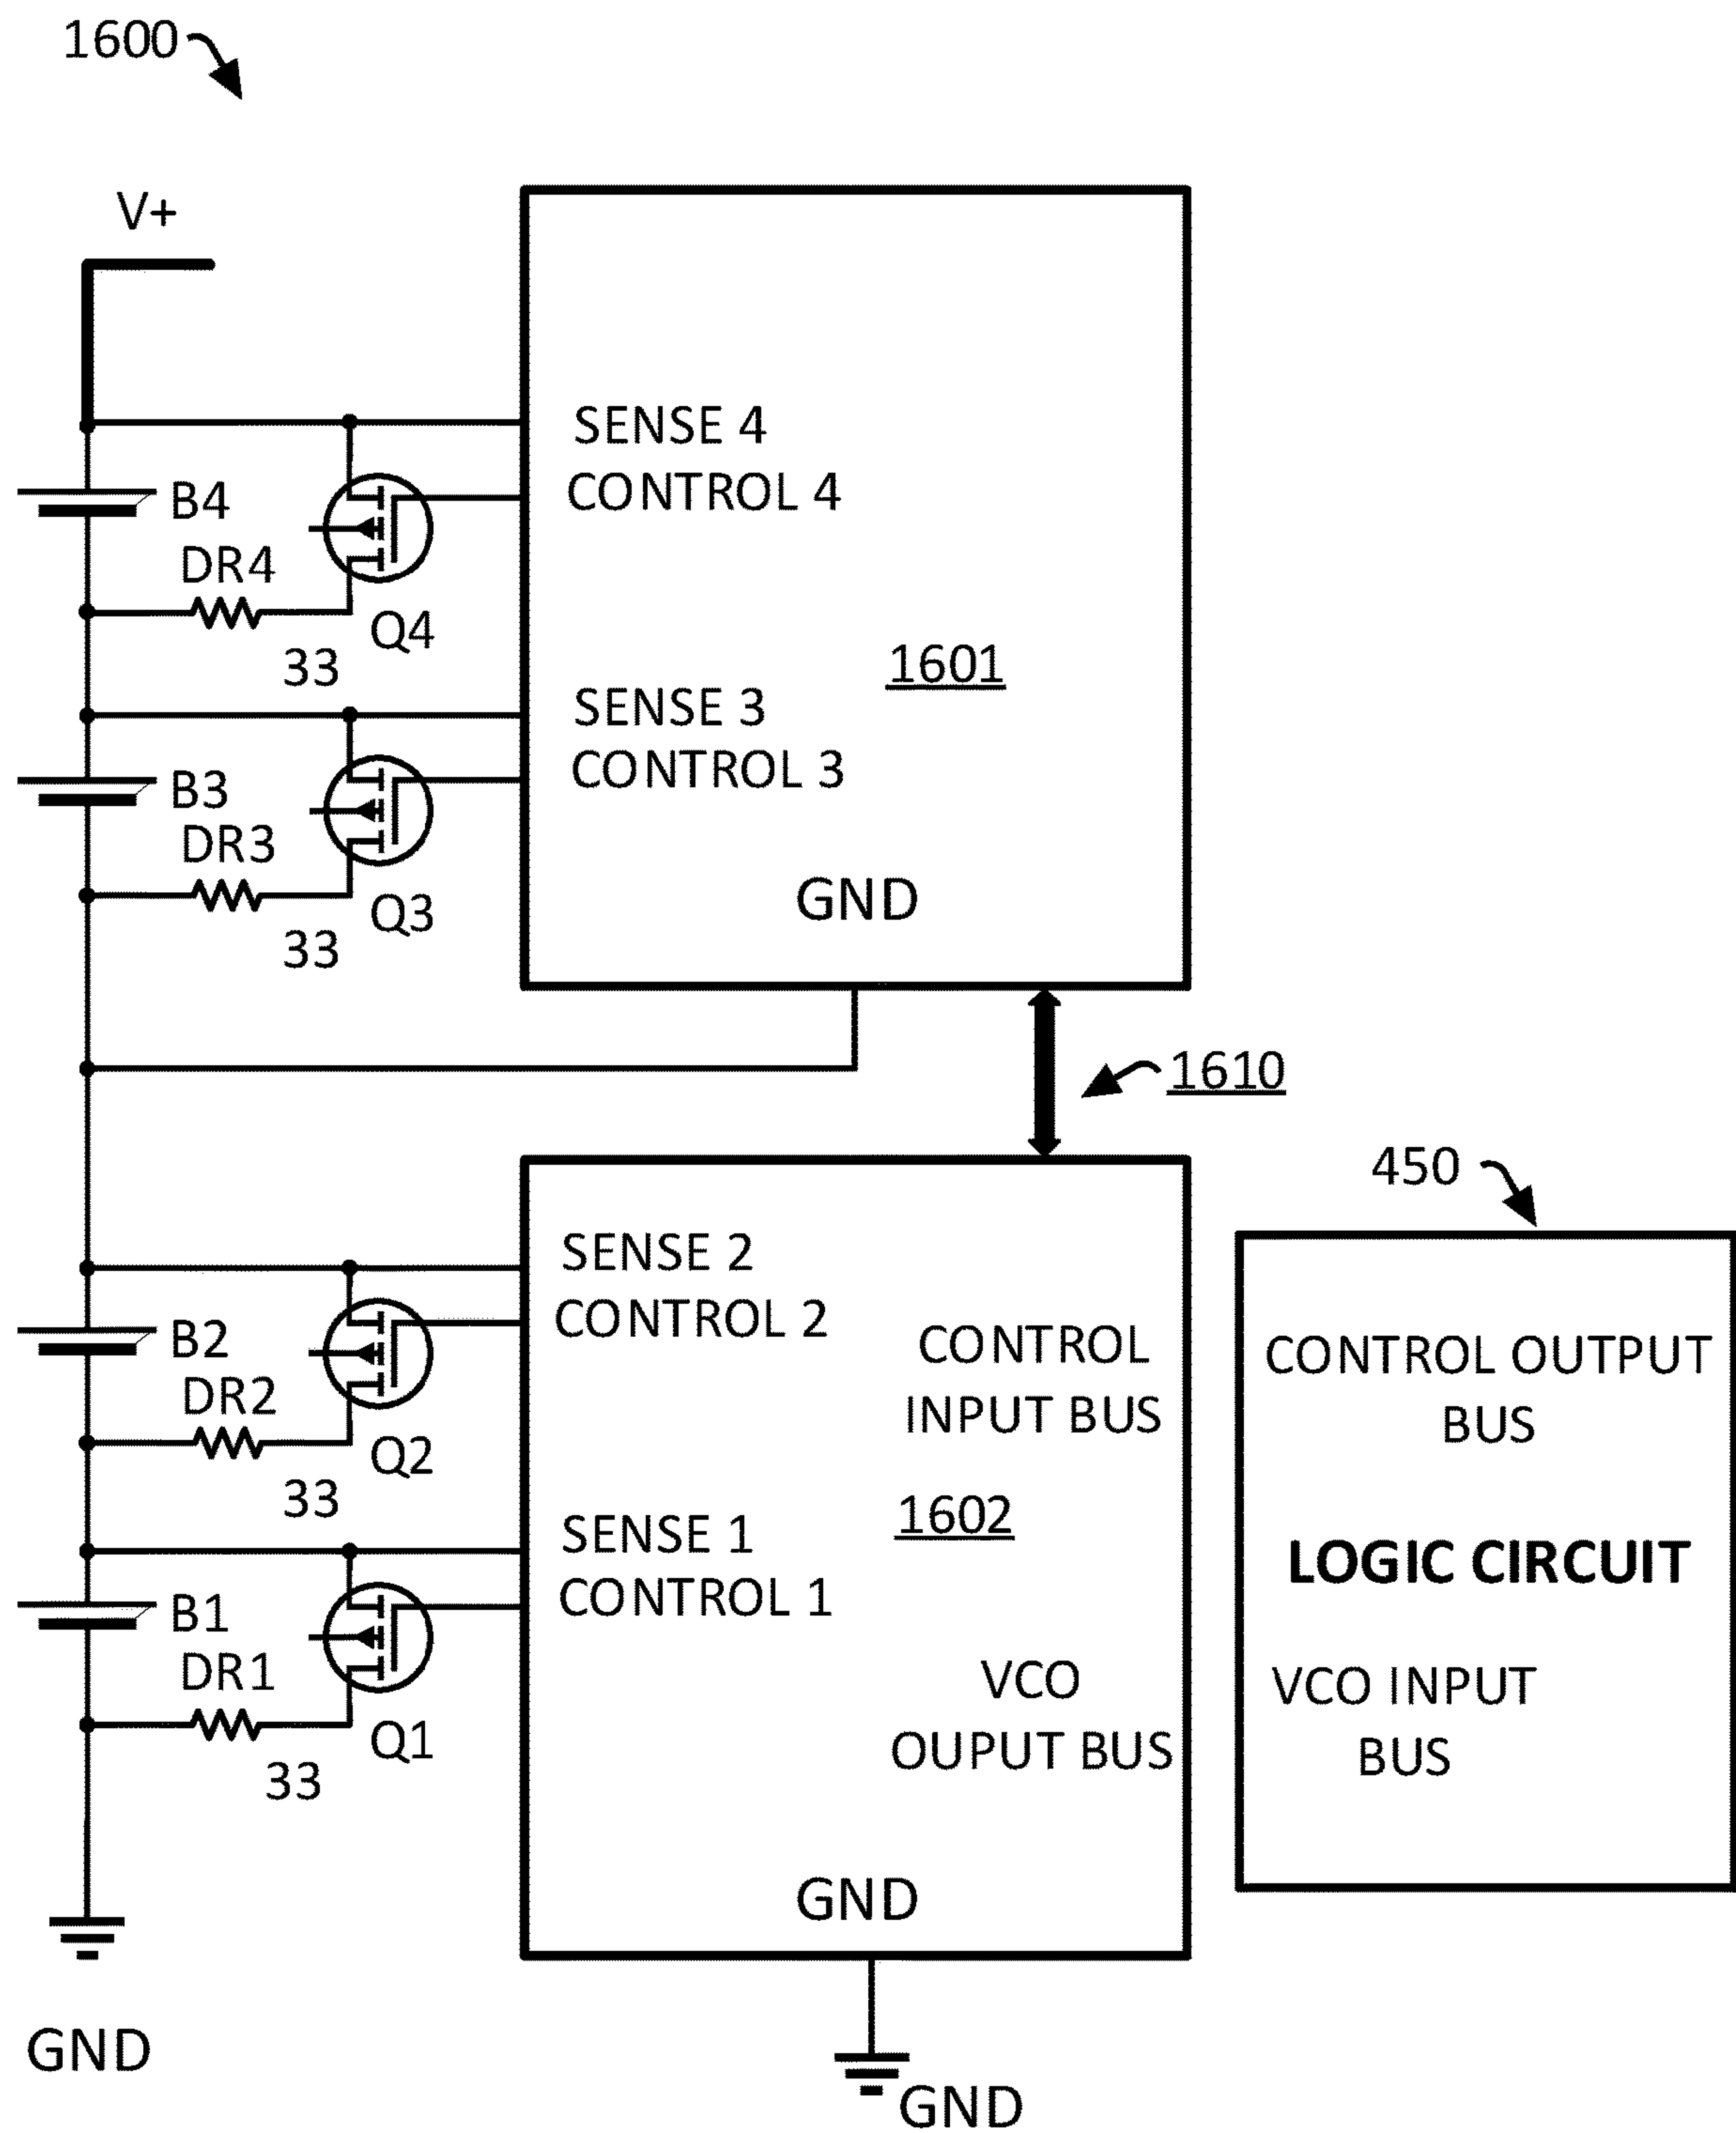 1600
V+
SENSE 4
CONTROL 4
B4
DR4
Q4
33
1601
SENSE 3
CONTROL 3
B3
DR3
Q3
33
GND
1610
450
SENSE 2
CONTROL 2
B2
DR2
Q2
33
CONTROL
INPUT BUS
CONTROL OUTPUT
BUS
1602
LOGIC CIRCUIT
SENSE 1
CONTROL 1
B1
DR1
Q1
33
VCO
OUPUT BUS
VCO INPUT
BUS
GND
GND
GND